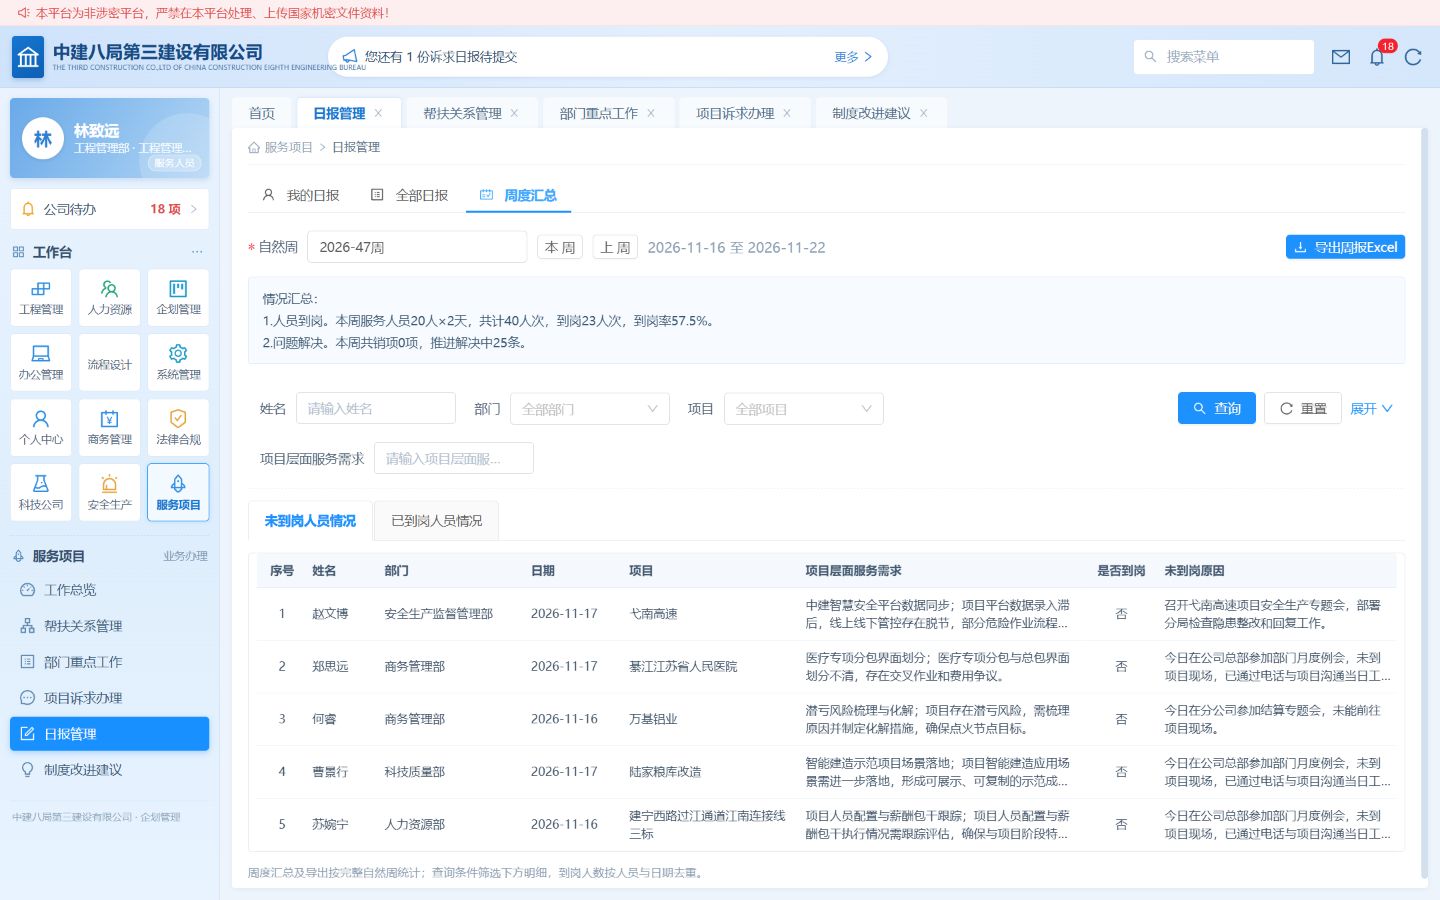 本平台为非涉密平台，严禁在本平台处理、上传国家机密文件资料！
中建八局第三建设有限公司
THE THIRD CONSTRUCTION CO.,LTD OF CHINA CONSTRUCTION EIGHTH ENGINEERING BUREAU
您还有 1 份诉求日报待提交
更多
搜索菜单
18
林
林致远
工程管理部 · 工程管理...
服务人员
公司待办
18 项
工作台
工程管理
人力资源
企划管理
办公管理
流程设计
系统管理
个人中心
商务管理
法律合规
科技公司
安全生产
服务项目
服务项目
业务办理
工作总览
帮扶关系管理
部门重点工作
项目诉求办理
日报管理
制度改进建议
中建八局第三建设有限公司 · 企划管理
首页
日报管理
帮扶关系管理
部门重点工作
项目诉求办理
制度改进建议
服务项目 > 日报管理
我的日报
全部日报
周度汇总
* 自然周
2026-47周
本周
上周
2026-11-16 至 2026-11-22
导出周报Excel
情况汇总：
1.人员到岗。本周服务人员20人×2天，共计40人次，到岗23人次，到岗率57.5%。
2.问题解决。本周共销项0项，推进解决中25条。
姓名
请输入姓名
部门
全部部门
项目
全部项目
查询
重置
展开
项目层面服务需求
请输入项目层面服...
未到岗人员情况
已到岗人员情况
序号 姓名 部门 日期 项目 项目层面服务需求 是否到岗 未到岗原因
1 赵文博 安全生产监督管理部 2026-11-17 弋南高速 中建智慧安全平台数据同步；项目平台数据录入滞后，线上线下管控存在脱节，部分危险作业流程... 否 召开弋南高速项目安全生产专题会，部署分局检查隐患整改和回复工作。
2 郑思远 商务管理部 2026-11-17 綦江江苏省人民医院 医疗专项分包界面划分；医疗专项分包与总包界面划分不清，存在交叉作业和费用争议。 否 今日在公司总部参加部门月度例会，未到项目现场，已通过电话与项目沟通当日工...
3 何睿 商务管理部 2026-11-16 万基铝业 潜亏风险梳理与化解；项目存在潜亏风险，需梳理原因并制定化解措施，确保点火节点目标。 否 今日在分公司参加结算专题会，未能前往项目现场。
4 曹景行 科技质量部 2026-11-17 陆家粮库改造 智能建造示范项目场景落地；项目智能建造应用场景需进一步落地，形成可展示、可复制的示范成... 否 今日在公司总部参加部门月度例会，未到项目现场，已通过电话与项目沟通当日工...
5 苏婉宁 人力资源部 2026-11-16 建宁西路过江通道江南连接线三标 项目人员配置与薪酬包干跟踪；项目人员配置与薪酬包干执行情况需跟踪评估，确保与项目阶段特... 否 今日在公司总部参加部门月度例会，未到项目现场，已通过电话与项目沟通当日工...
周度汇总及导出按完整自然周统计；查询条件筛选下方明细，到岗人数按人员与日期去重。